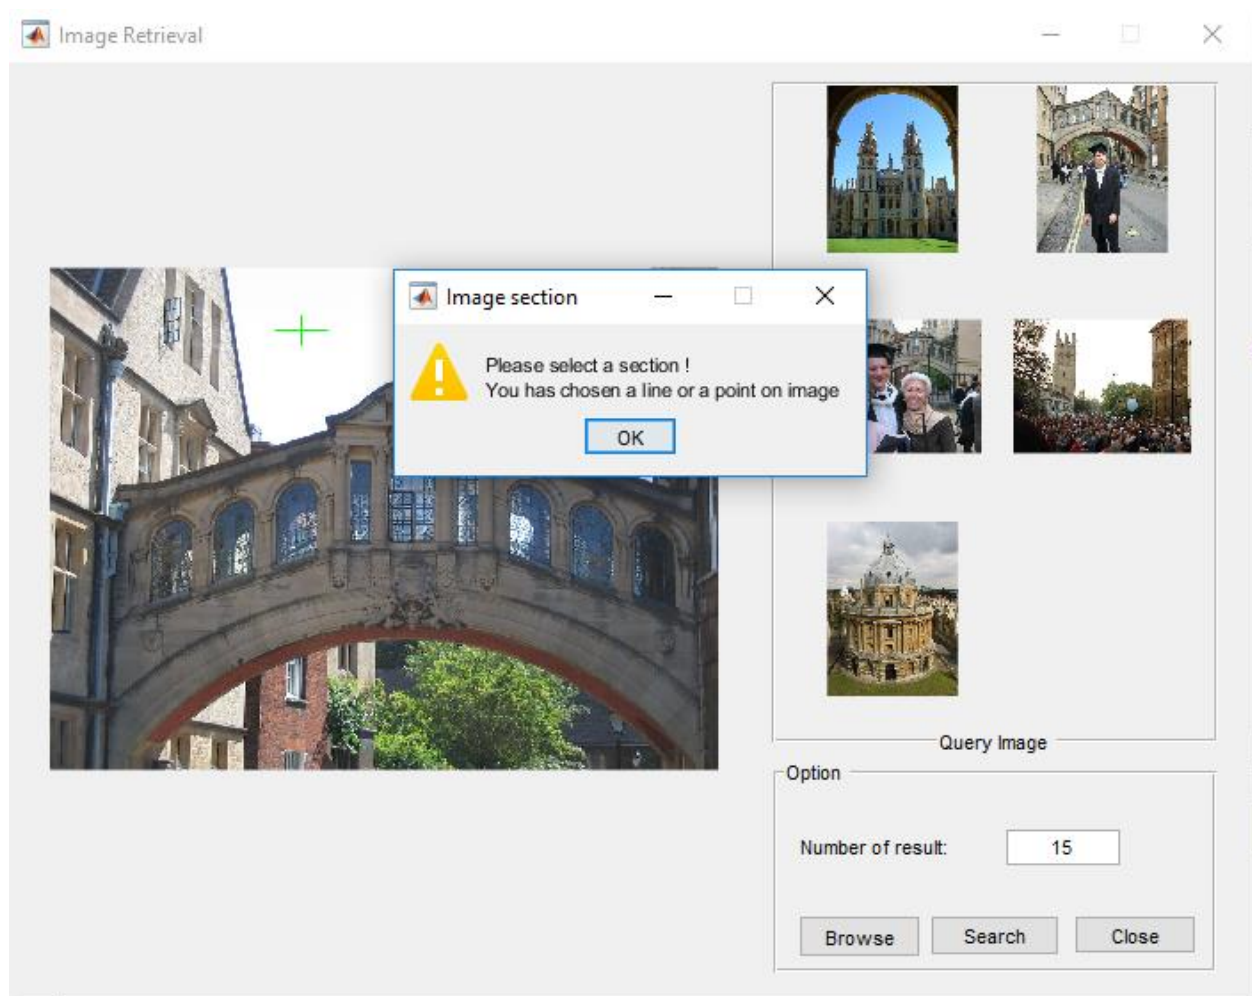 Image Retrieval
Image section
Please select a section !
You has chosen a line or a point on image
OK
Query Image
Option
Number of result:
15
Browse
Search
Close